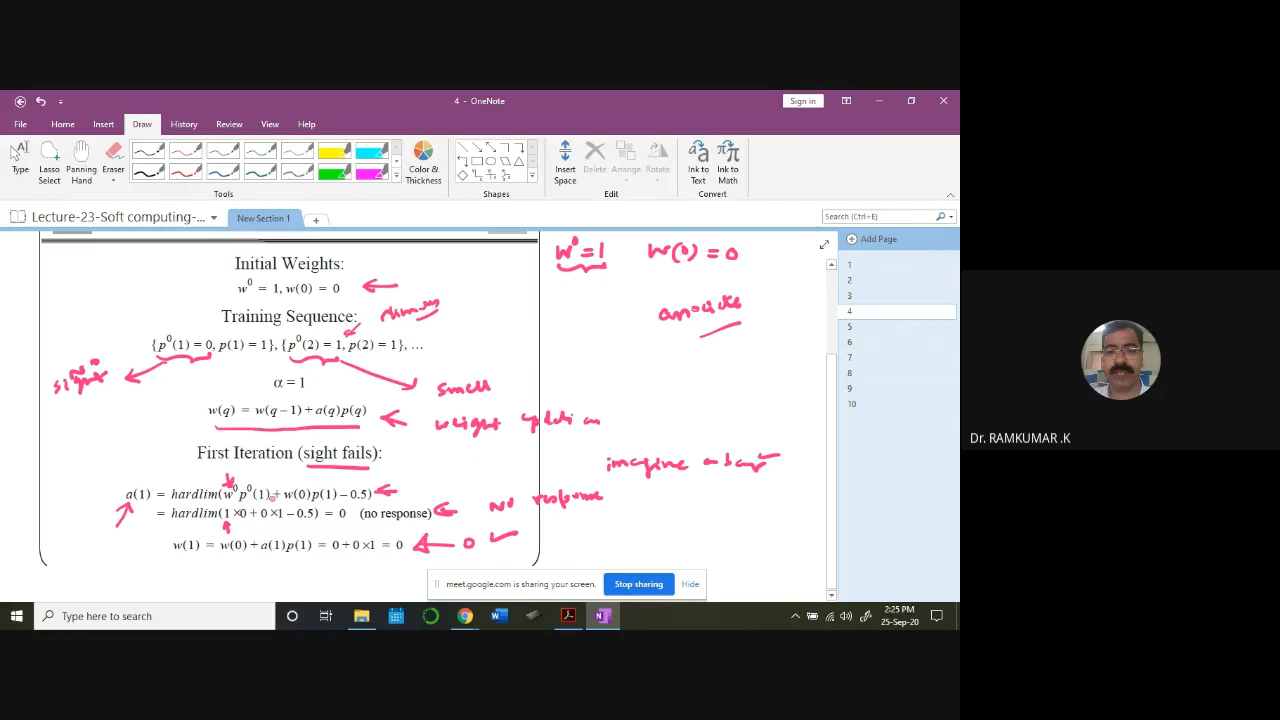 4 - OneNote
Sign in
File Home Insert Draw History Review View Help
Type
Lasso Select
Panning Hand
Eraser
Color & Thickness
Insert Space
Delete
Arrange
Rotate
Ink to Text
Ink to Math
Tools
Shapes
Edit
Convert
Lecture-23-Soft computing-...
New Section 1
Search (Ctrl+E)
Add Page
1
2
3
4
5
6
7
8
9
10
Initial Weights:
w⁰ = 1, w(0) = 0
w⁰ = 1 w(0) = 0
associate
Training Sequence:
{p⁰(1) = 0, p(1) = 1}, {p⁰(2) = 1, p(2) = 1}, ...
no sight
smell
α = 1
w(q) = w(q – 1) + a(q)p(q)
weight updation
First Iteration (sight fails):
imagine a banana
a(1) = hardlim(w⁰p⁰(1) + w(0)p(1) – 0.5)
= hardlim(1×0 + 0×1 – 0.5) = 0 (no response)
No response
w(1) = w(0) + a(1)p(1) = 0 + 0×1 = 0
0
meet.google.com is sharing your screen.
Stop sharing
Hide
Type here to search
2:25 PM
25-Sep-20
Dr. RAMKUMAR .K